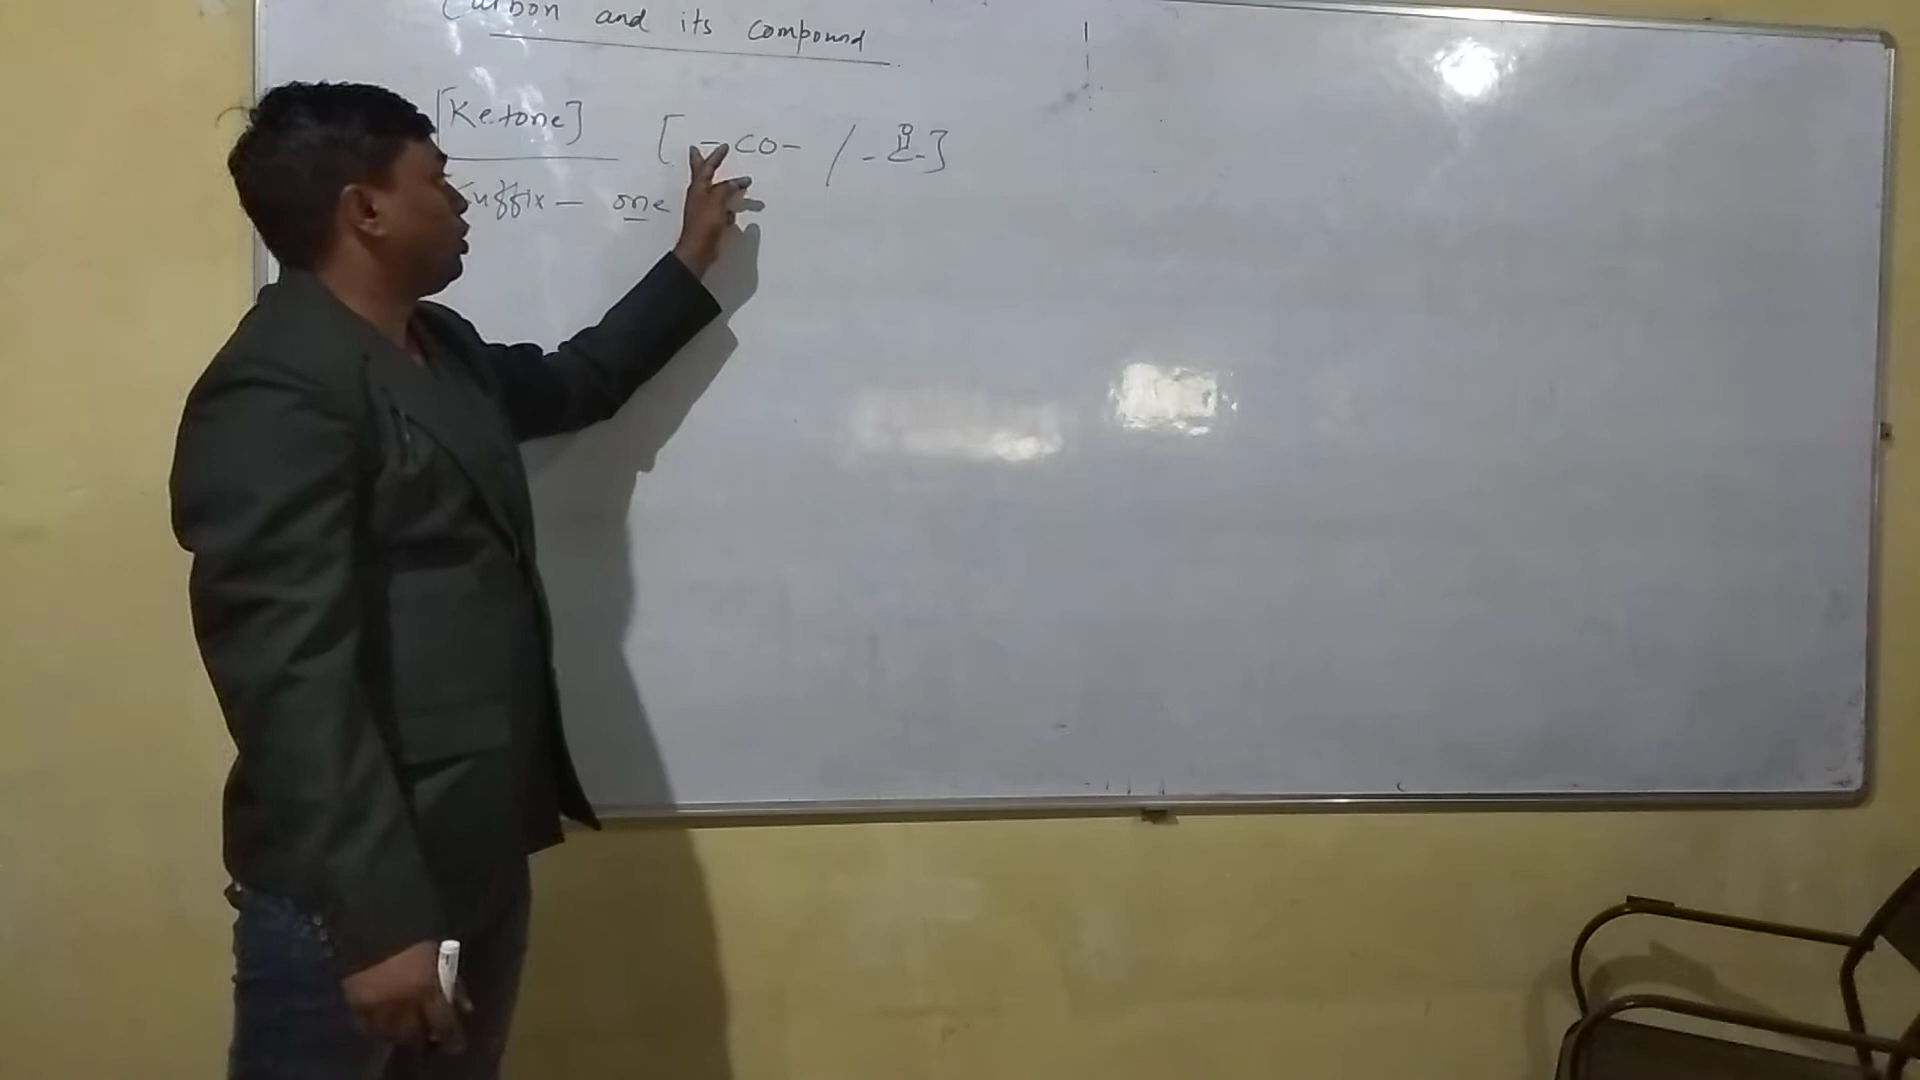 Carbon and its compound
[Ketone] [-CO- / -C-]
O
Suffix - one